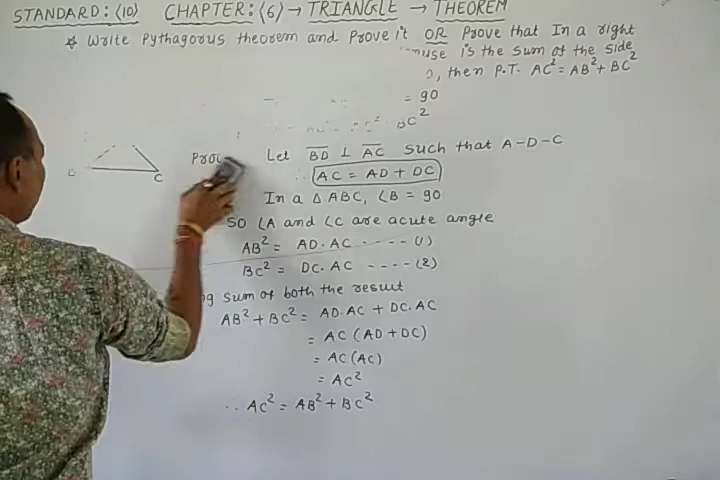 STANDARD: (10) CHAPTER: (6) → TRIANGLE → THEOREM
* Write Pythagorus theorem and Prove it OR Prove that In a right
is the sum of the side
, then P.T. AC² = AB² + BC²
= 90
BC²
Let BD ⊥ AC such that A-D-C
∴ AC = AD + DC
C
In a △ ABC, ∠B = 90
SO ∠A and ∠C are acute angle
AB² = AD·AC ---- (1)
BC² = DC·AC ---- (2)
sum of both the result
AB² + BC² = AD·AC + DC·AC
= AC (AD + DC)
= AC (AC)
= AC²
∴ AC² = AB² + BC²